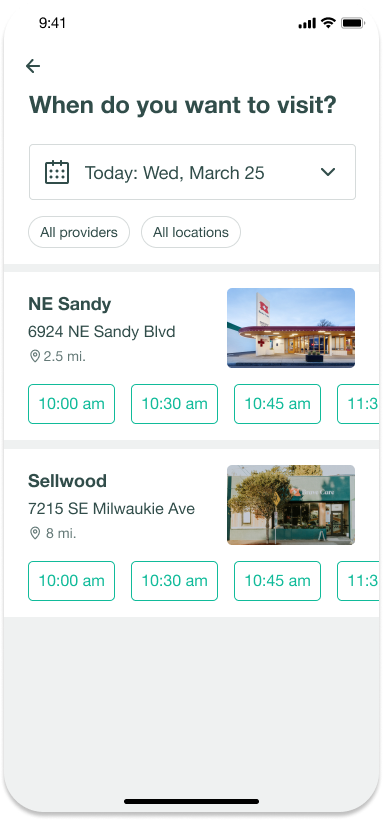 9:41
When do you want to visit?
Today: Wed, March 25
All providers
All locations
NE Sandy
6924 NE Sandy Blvd
2.5 mi.
10:00 am
10:30 am
10:45 am
11:3
Sellwood
7215 SE Milwaukie Ave
8 mi.
10:00 am
10:30 am
10:45 am
11:3